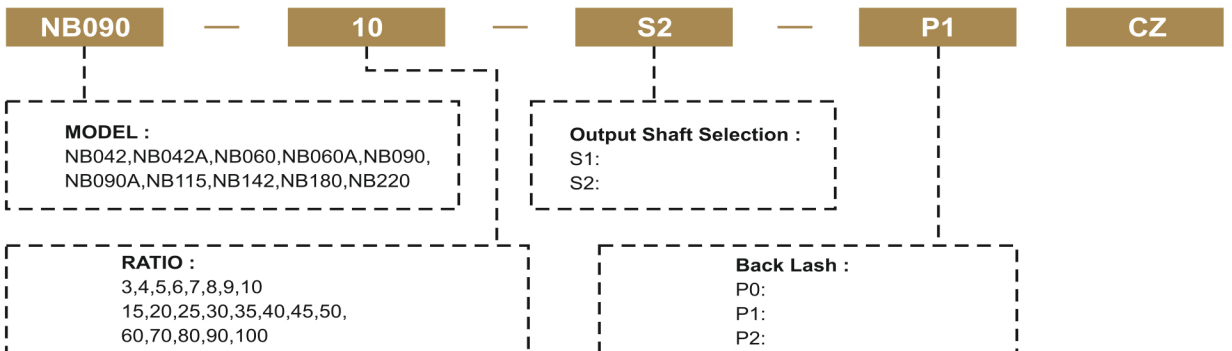 NB090 — 10 — S2 — P1 CZ
MODEL :
NB042,NB042A,NB060,NB060A,NB090,
NB090A,NB115,NB142,NB180,NB220
Output Shaft Selection :
S1:
S2:
RATIO :
3,4,5,6,7,8,9,10
15,20,25,30,35,40,45,50,
60,70,80,90,100
Back Lash :
P0:
P1:
P2: